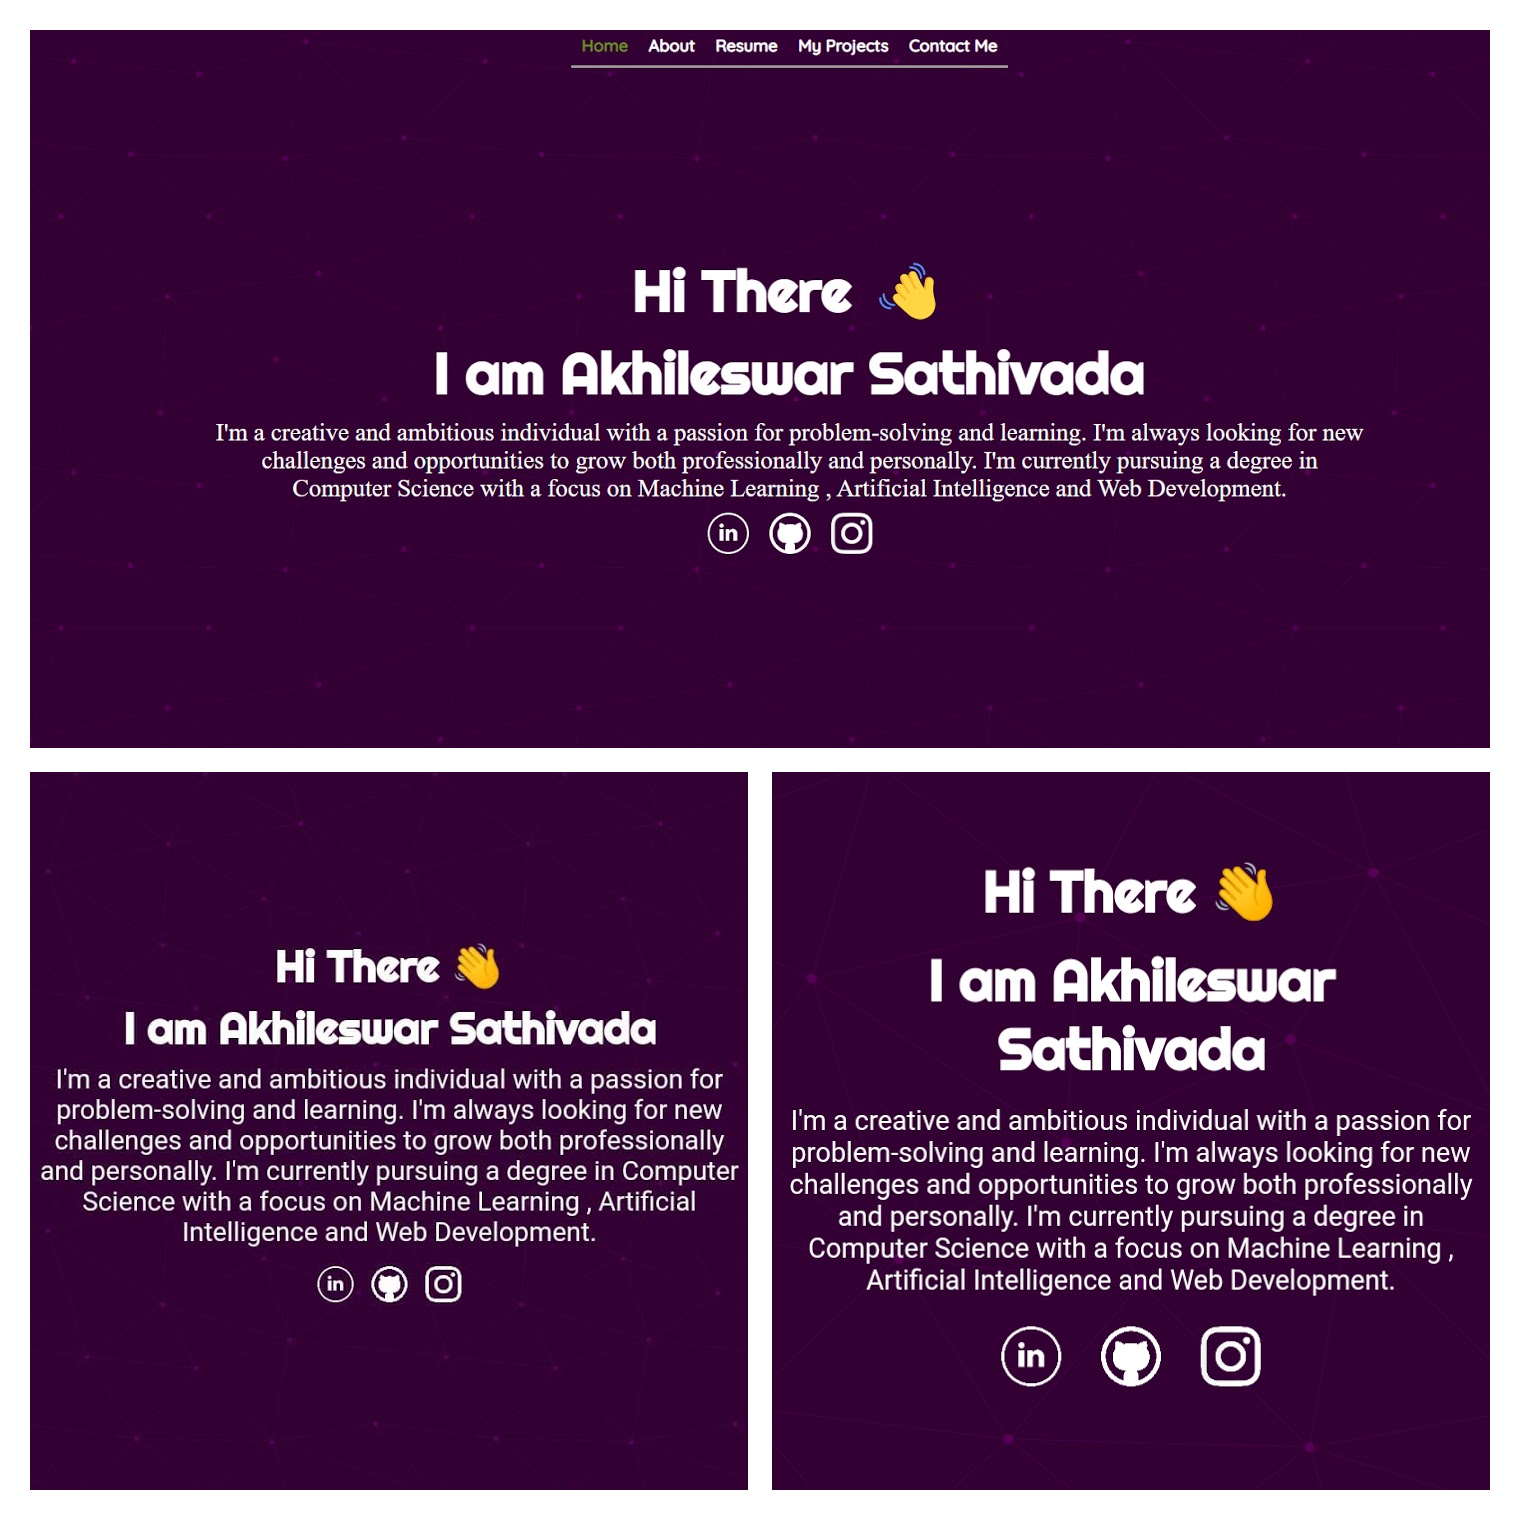 Home About Resume My Projects Contact Me
Hi There 👋
I am Akhileswar Sathivada
I'm a creative and ambitious individual with a passion for problem-solving and learning. I'm always looking for new
challenges and opportunities to grow both professionally and personally. I'm currently pursuing a degree in
Computer Science with a focus on Machine Learning , Artificial Intelligence and Web Development.
in
Hi There 👋
I am Akhileswar Sathivada
I'm a creative and ambitious individual with a passion for
problem-solving and learning. I'm always looking for new
challenges and opportunities to grow both professionally
and personally. I'm currently pursuing a degree in Computer
Science with a focus on Machine Learning , Artificial
Intelligence and Web Development.
in
Hi There 👋
I am Akhileswar
Sathivada
I'm a creative and ambitious individual with a passion for
problem-solving and learning. I'm always looking for new
challenges and opportunities to grow both professionally
and personally. I'm currently pursuing a degree in
Computer Science with a focus on Machine Learning ,
Artificial Intelligence and Web Development.
in